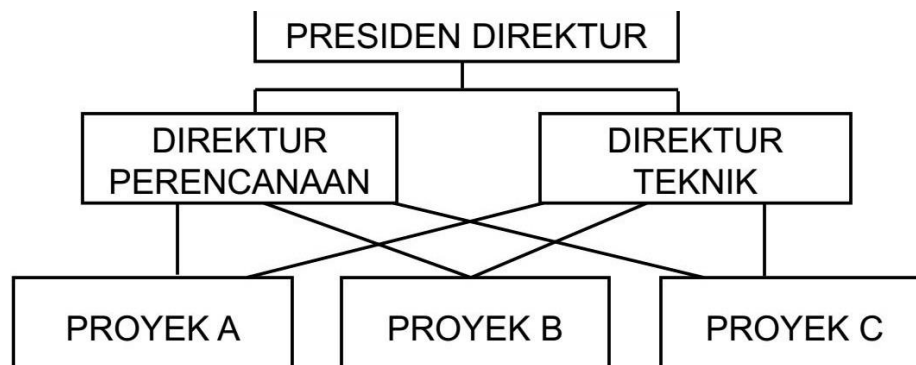 PRESIDEN DIREKTUR
DIREKTUR
PERENCANAAN
DIREKTUR
TEKNIK
PROYEK A
PROYEK B
PROYEK C